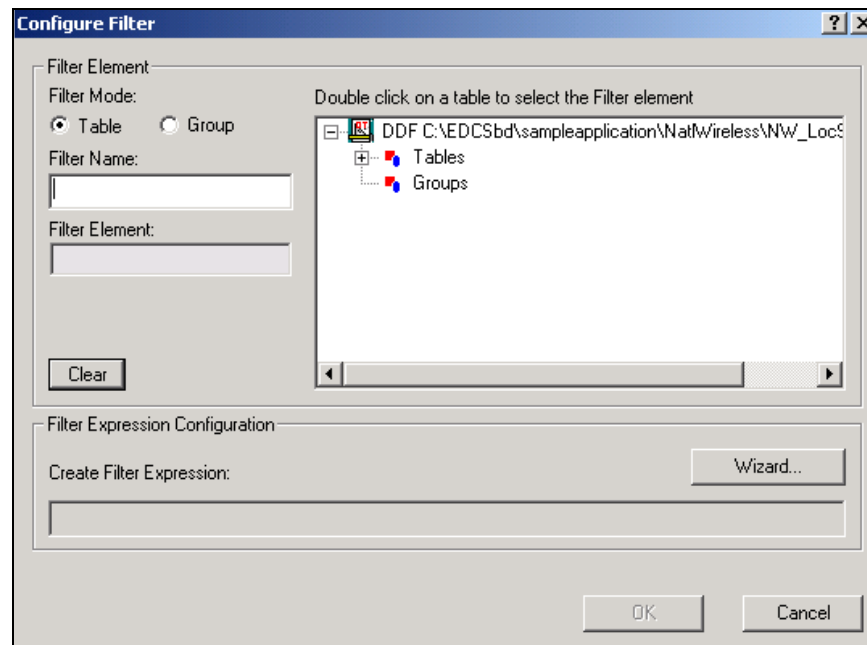 Configure Filter
Filter Element
Filter Mode:
Table
Group
Filter Name:
Filter Element:
Clear
Double click on a table to select the Filter element
DDF C:\EDCSbd\sampleapplication\NatlWireless\NW_LocS
Tables
Groups
Filter Expression Configuration
Create Filter Expression:
Wizard...
OK
Cancel